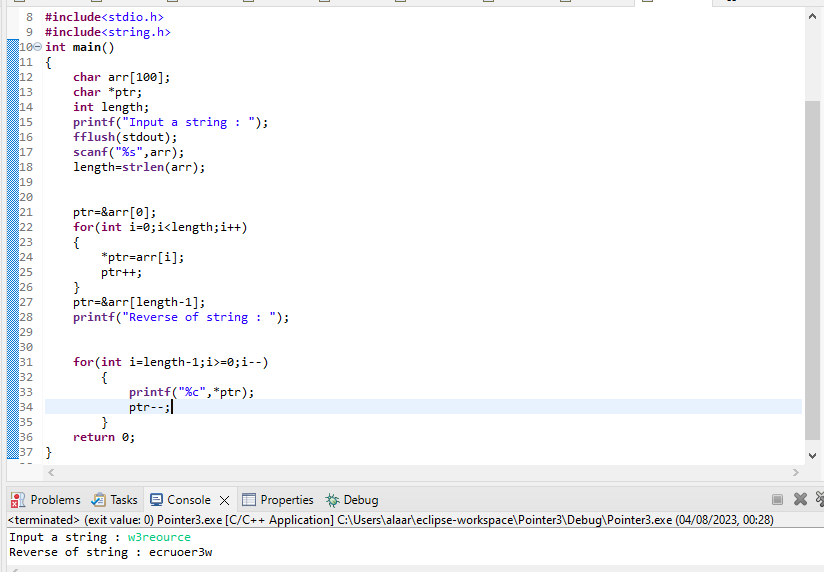 8 #include<stdio.h>
9 #include<string.h>
10 int main()
11 {
12     char arr[100];
13     char *ptr;
14     int length;
15     printf("Input a string : ");
16     fflush(stdout);
17     scanf("%s",arr);
18     length=strlen(arr);
19
20
21     ptr=&arr[0];
22     for(int i=0;i<length;i++)
23     {
24         *ptr=arr[i];
25         ptr++;
26     }
27     ptr=&arr[length-1];
28     printf("Reverse of string : ");
29
30
31     for(int i=length-1;i>=0;i--)
32         {
33             printf("%c",*ptr);
34             ptr--;
35         }
36     return 0;
37 }
Problems Tasks Console Properties Debug
<terminated> (exit value: 0) Pointer3.exe [C/C++ Application] C:\Users\alaar\eclipse-workspace\Pointer3\Debug\Pointer3.exe (04/08/2023, 00:28)
Input a string : w3reource
Reverse of string : ecruoer3w